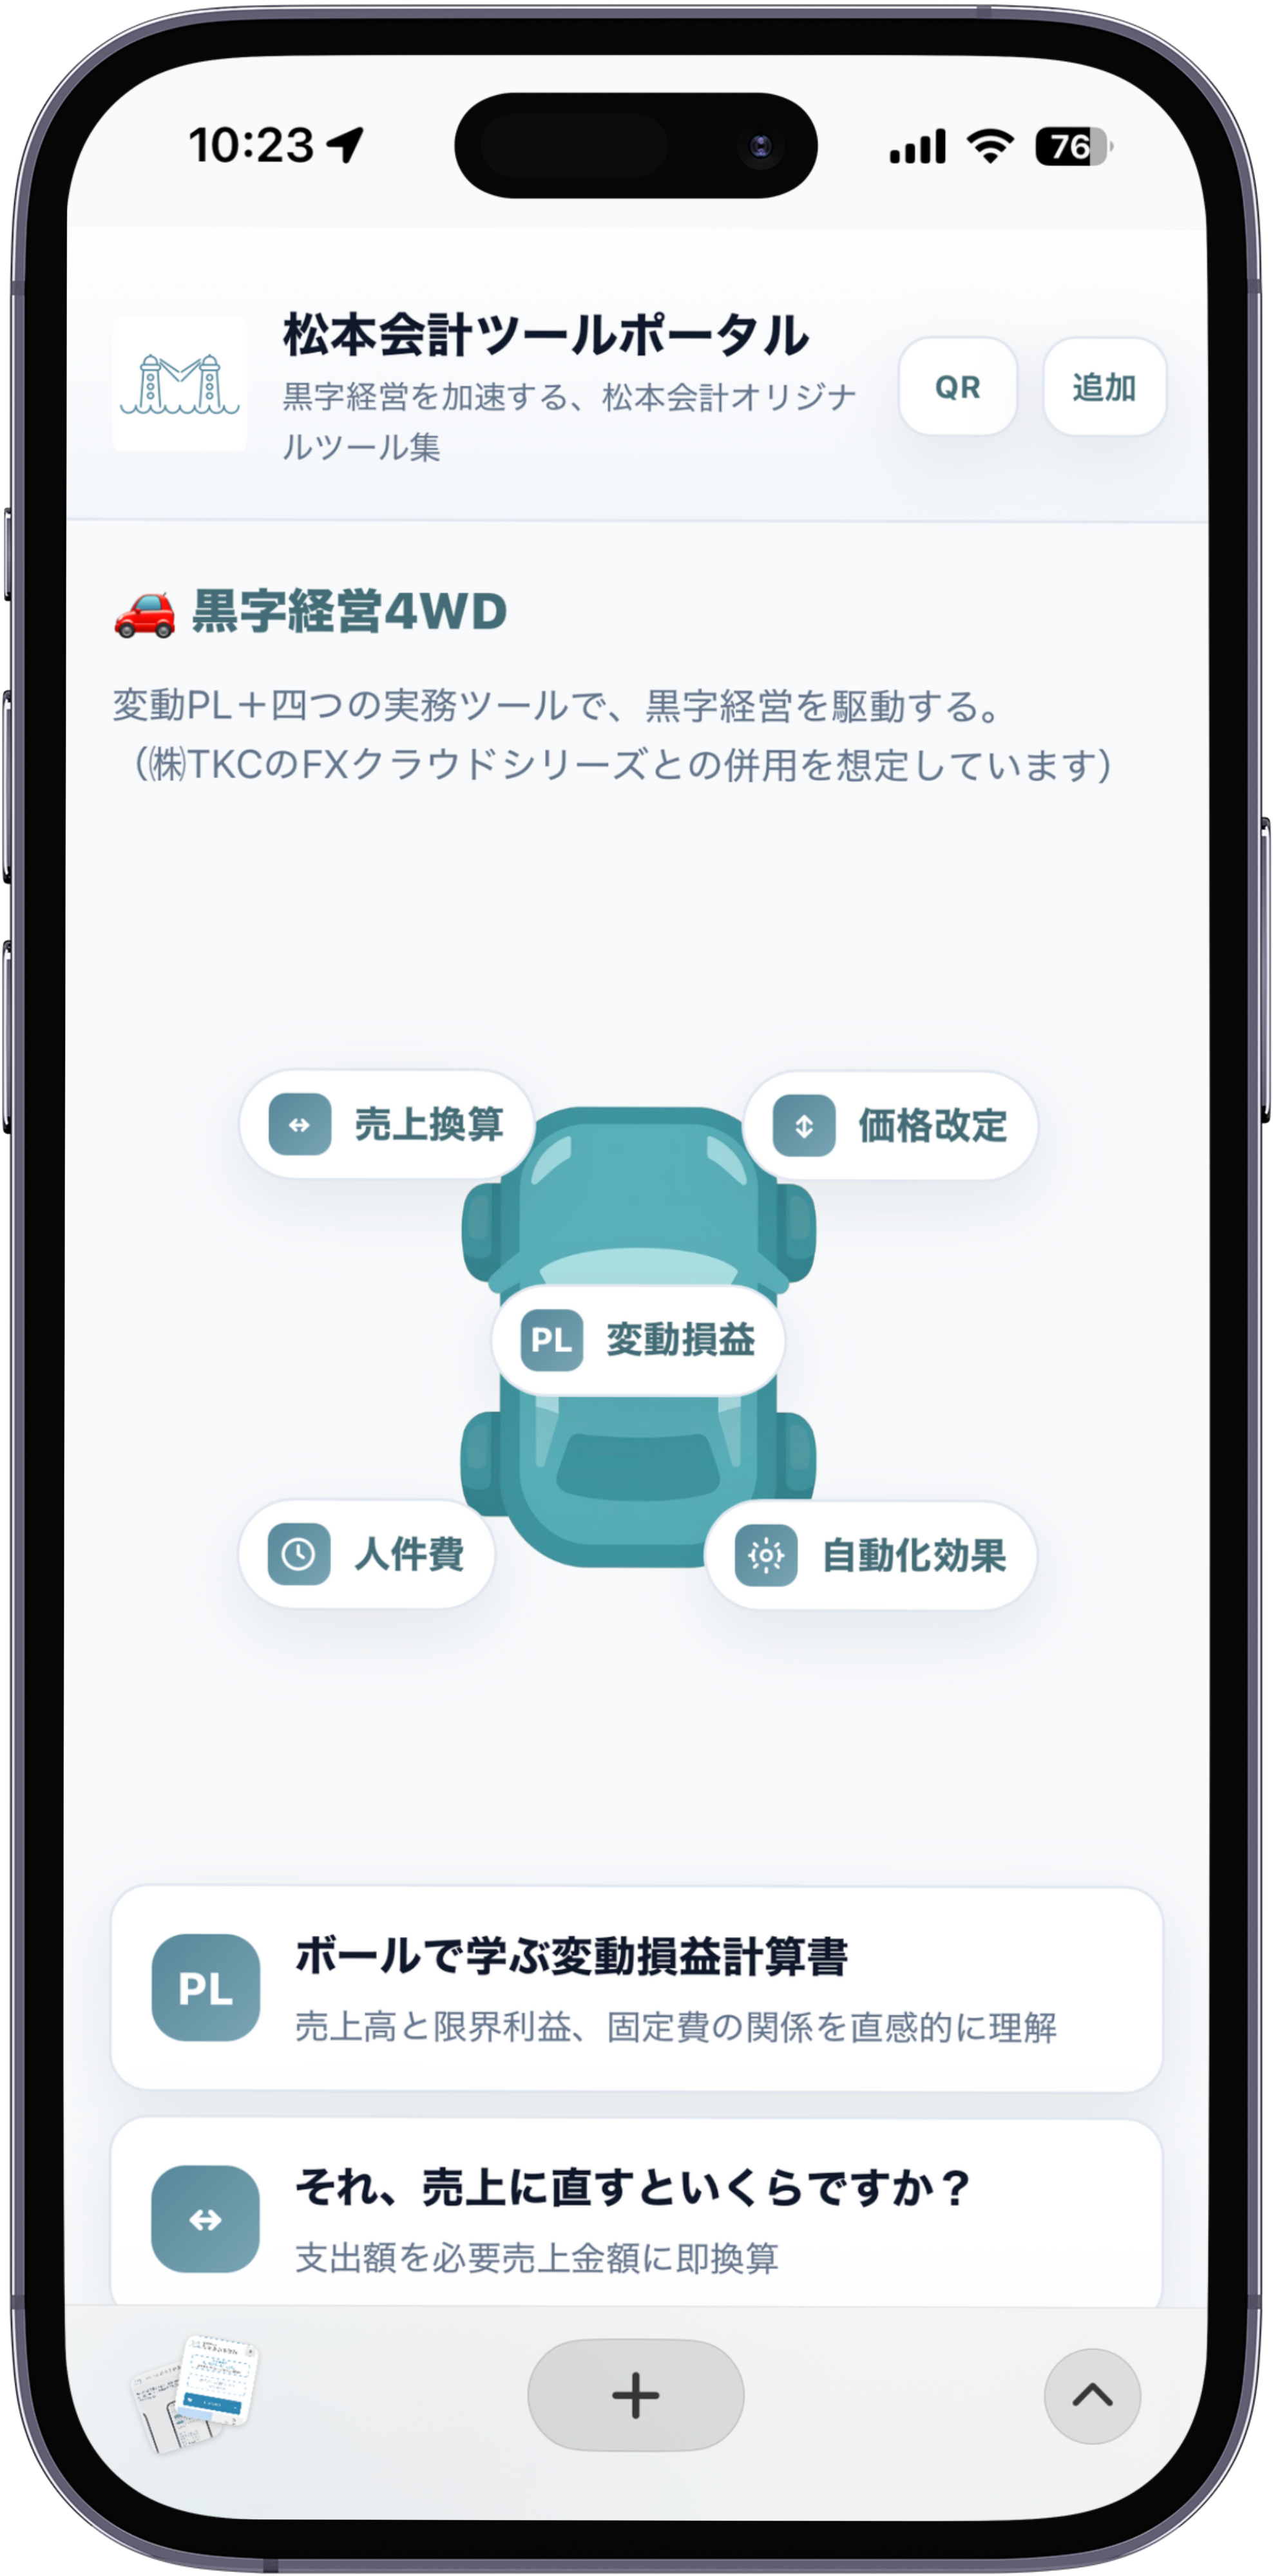 10:23
76
松本会計ツールポータル
黒字経営を加速する、松本会計オリジナ
ルツール集
QR
追加
黒字経営4WD
変動PL＋四つの実務ツールで、黒字経営を駆動する。
（㈱TKCのFXクラウドシリーズとの併用を想定しています）
売上換算
価格改定
PL 変動損益
人件費
自動化効果
PL
ボールで学ぶ変動損益計算書
売上高と限界利益、固定費の関係を直感的に理解
それ、売上に直すといくらですか？
支出額を必要売上金額に即換算